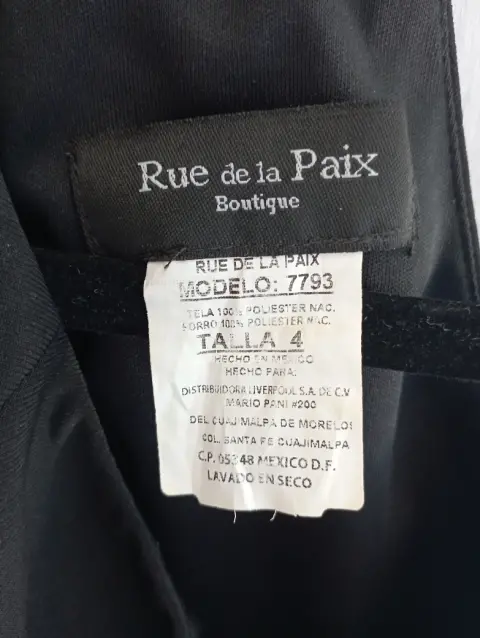 Rue de la Paix
Boutique
RUE DE LA PAIX
MODELO: 7793
TELA 100% POLIESTER NAC.
FORRO 100% POLIESTER NAC.
TALLA 4
HECHO EN MEXICO
HECHO PARA:
DISTRIBUIDORA LIVERPOOL S.A. DE C.V
MARIO PANI #200
DEL CUAJIMALPA DE MORELOS
COL. SANTA FE CUAJIMALPA
C.P. 05348 MEXICO D.F.
LAVADO EN SECO